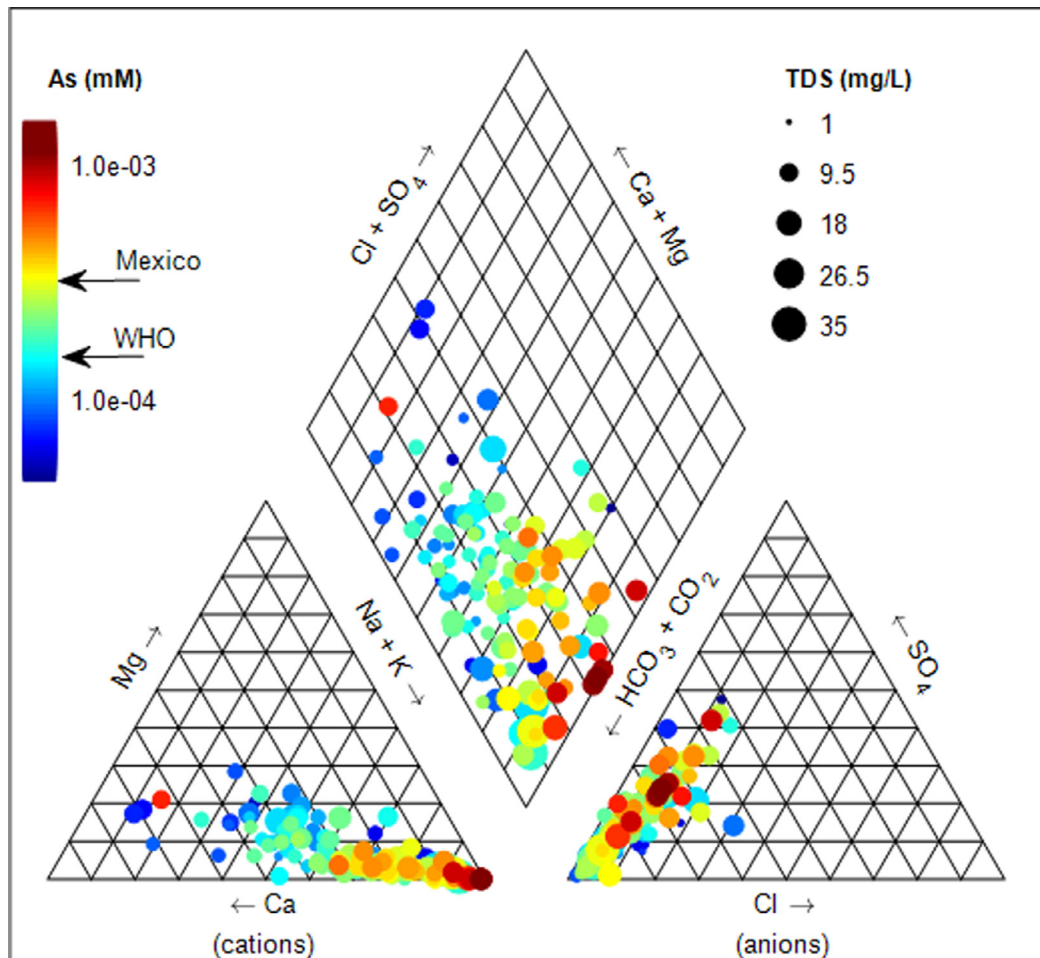 As (mM)
1.0e-03
Mexico
WHO
1.0e-04
TDS (mg/L)
1
9.5
18
26.5
35
Cl + SO₄ →
← Ca + Mg
Mg →
Na + K →
← HCO₃ + CO₂
← SO₄
← Ca
(cations)
Cl →
(anions)